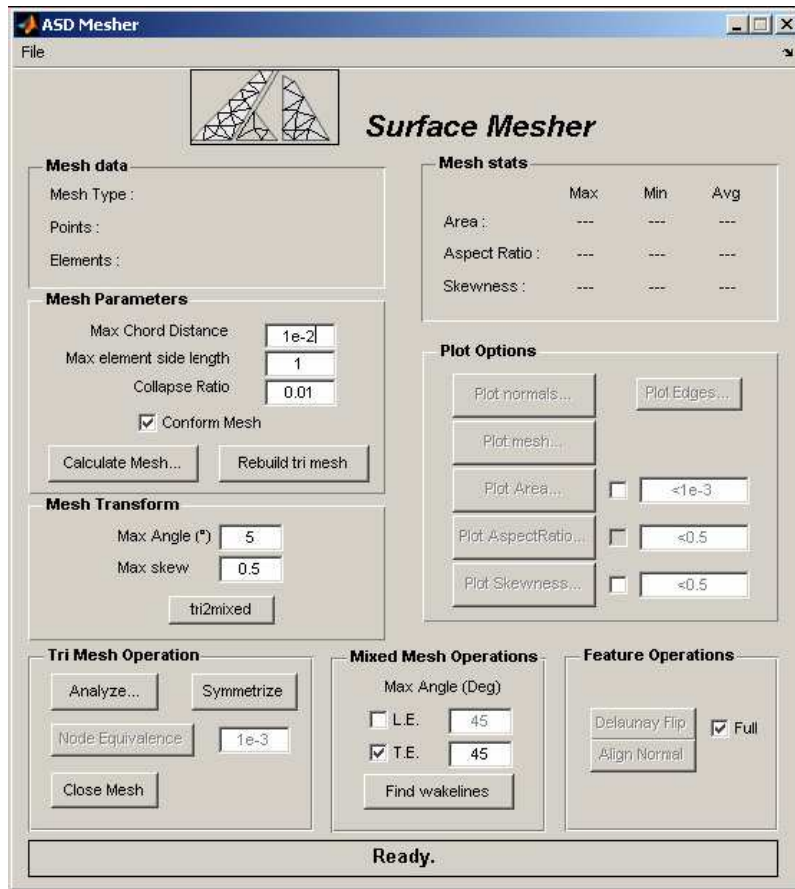 ASD Mesher
File
Surface Mesher
Mesh data
Mesh Type :
Points :
Elements :
Mesh stats
Max Min Avg
Area : --- --- ---
Aspect Ratio : --- --- ---
Skewness : --- --- ---
Mesh Parameters
Max Chord Distance 1e-2
Max element side length 1
Collapse Ratio 0.01
Conform Mesh
Calculate Mesh... Rebuild tri mesh
Plot Options
Plot normals... Plot Edges...
Plot mesh...
Plot Area... <1e-3
Plot AspectRatio... <0.5
Plot Skewness... <0.5
Mesh Transform
Max Angle (°) 5
Max skew 0.5
tri2mixed
Tri Mesh Operation
Analyze... Symmetrize
Node Equivalence 1e-3
Close Mesh
Mixed Mesh Operations
Max Angle (Deg)
L.E. 45
T.E. 45
Find wakelines
Feature Operations
Delaunay Flip Full
Align Normal
Ready.